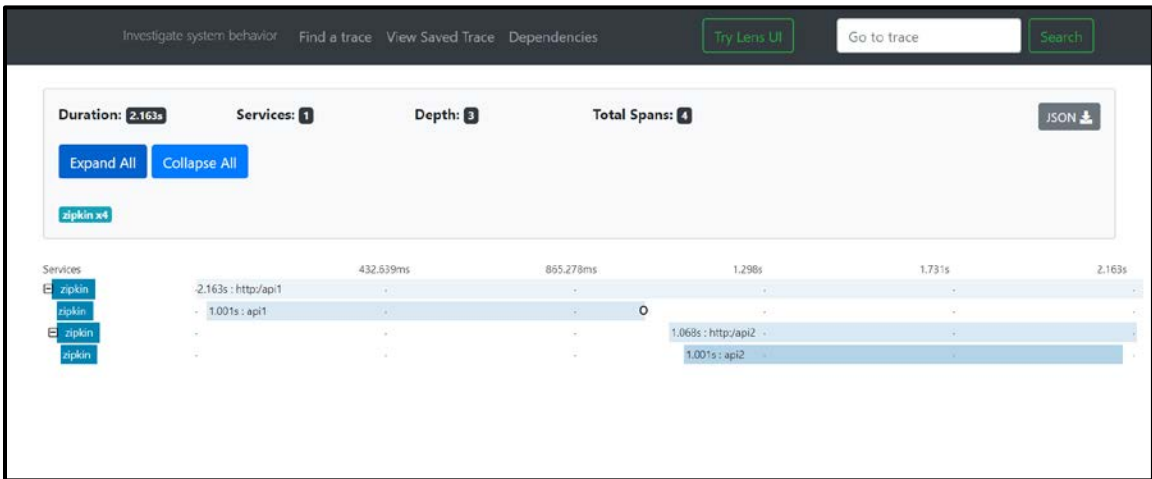 Investigate system behavior Find a trace View Saved Trace Dependencies Try Lens UI Go to trace Search
Duration: 2.163s Services: 1 Depth: 3 Total Spans: 4 JSON
Expand All Collapse All
zipkin x4
Services 432.639ms 865.278ms 1.298s 1.731s 2.163s
zipkin 2.163s : http:/api1
zipkin 1.001s : api1
zipkin 1.068s : http:/api2
zipkin 1.001s : api2